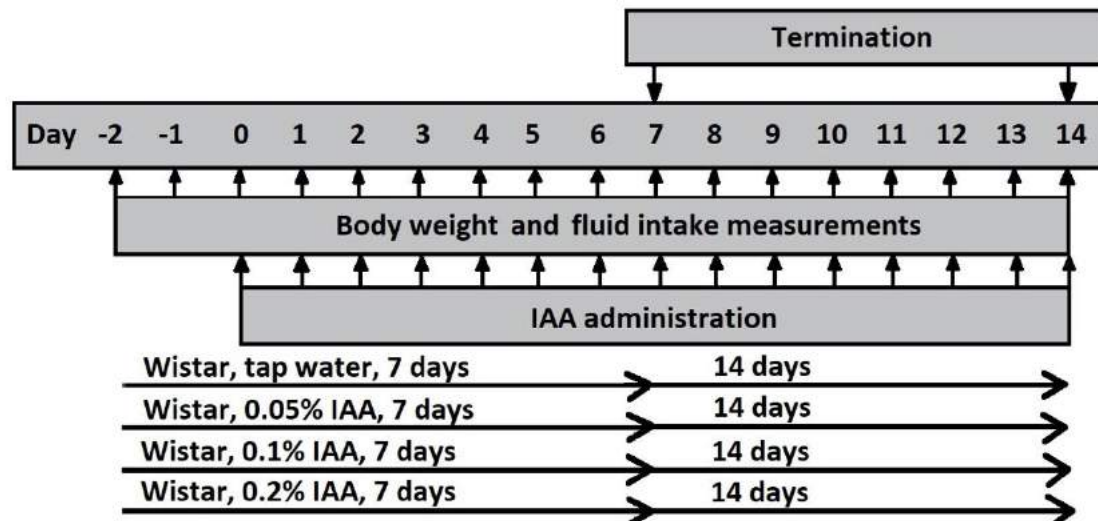 Termination
Day -2 -1 0 1 2 3 4 5 6 7 8 9 10 11 12 13 14
Body weight and fluid intake measurements
IAA administration
Wistar, tap water, 7 days 14 days
Wistar, 0.05% IAA, 7 days 14 days
Wistar, 0.1% IAA, 7 days 14 days
Wistar, 0.2% IAA, 7 days 14 days